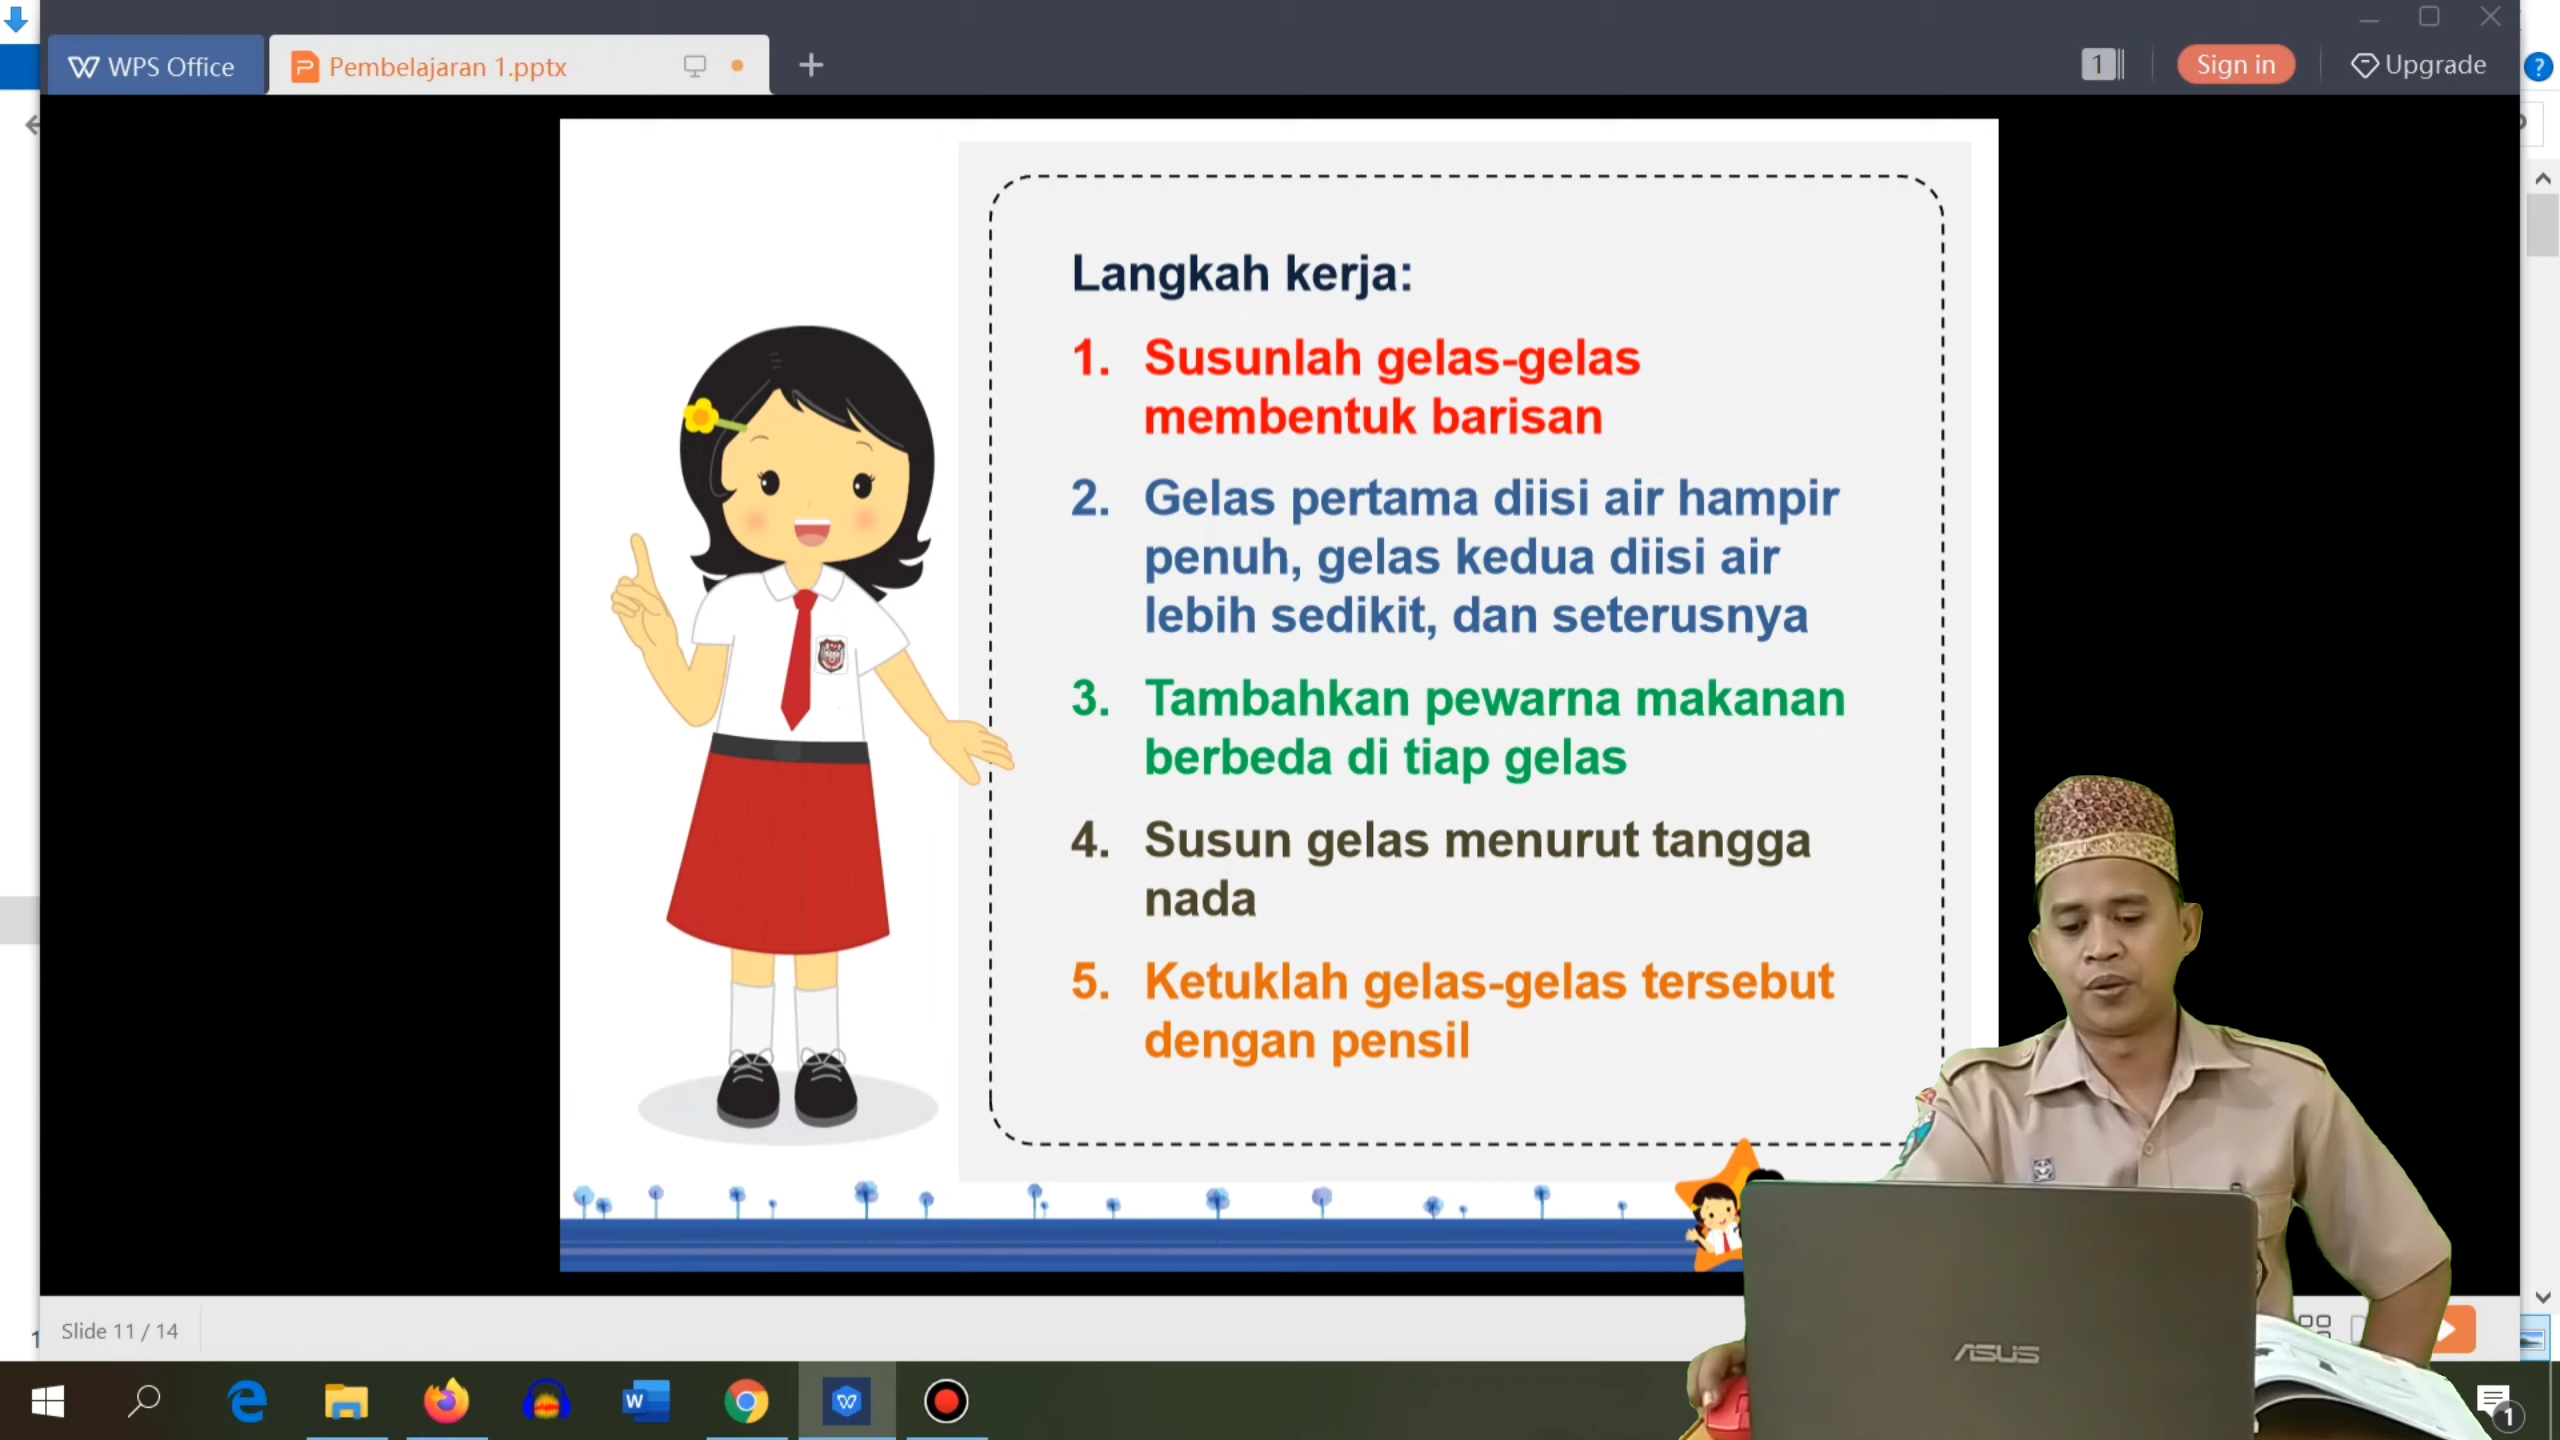 WPS Office
Pembelajaran 1.pptx
1
Sign in
Upgrade
Langkah kerja:
1. Susunlah gelas-gelas
membentuk barisan
2. Gelas pertama diisi air hampir
penuh, gelas kedua diisi air
lebih sedikit, dan seterusnya
3. Tambahkan pewarna makanan
berbeda di tiap gelas
4. Susun gelas menurut tangga
nada
5. Ketuklah gelas-gelas tersebut
dengan pensil
Slide 11 / 14
ASUS
1